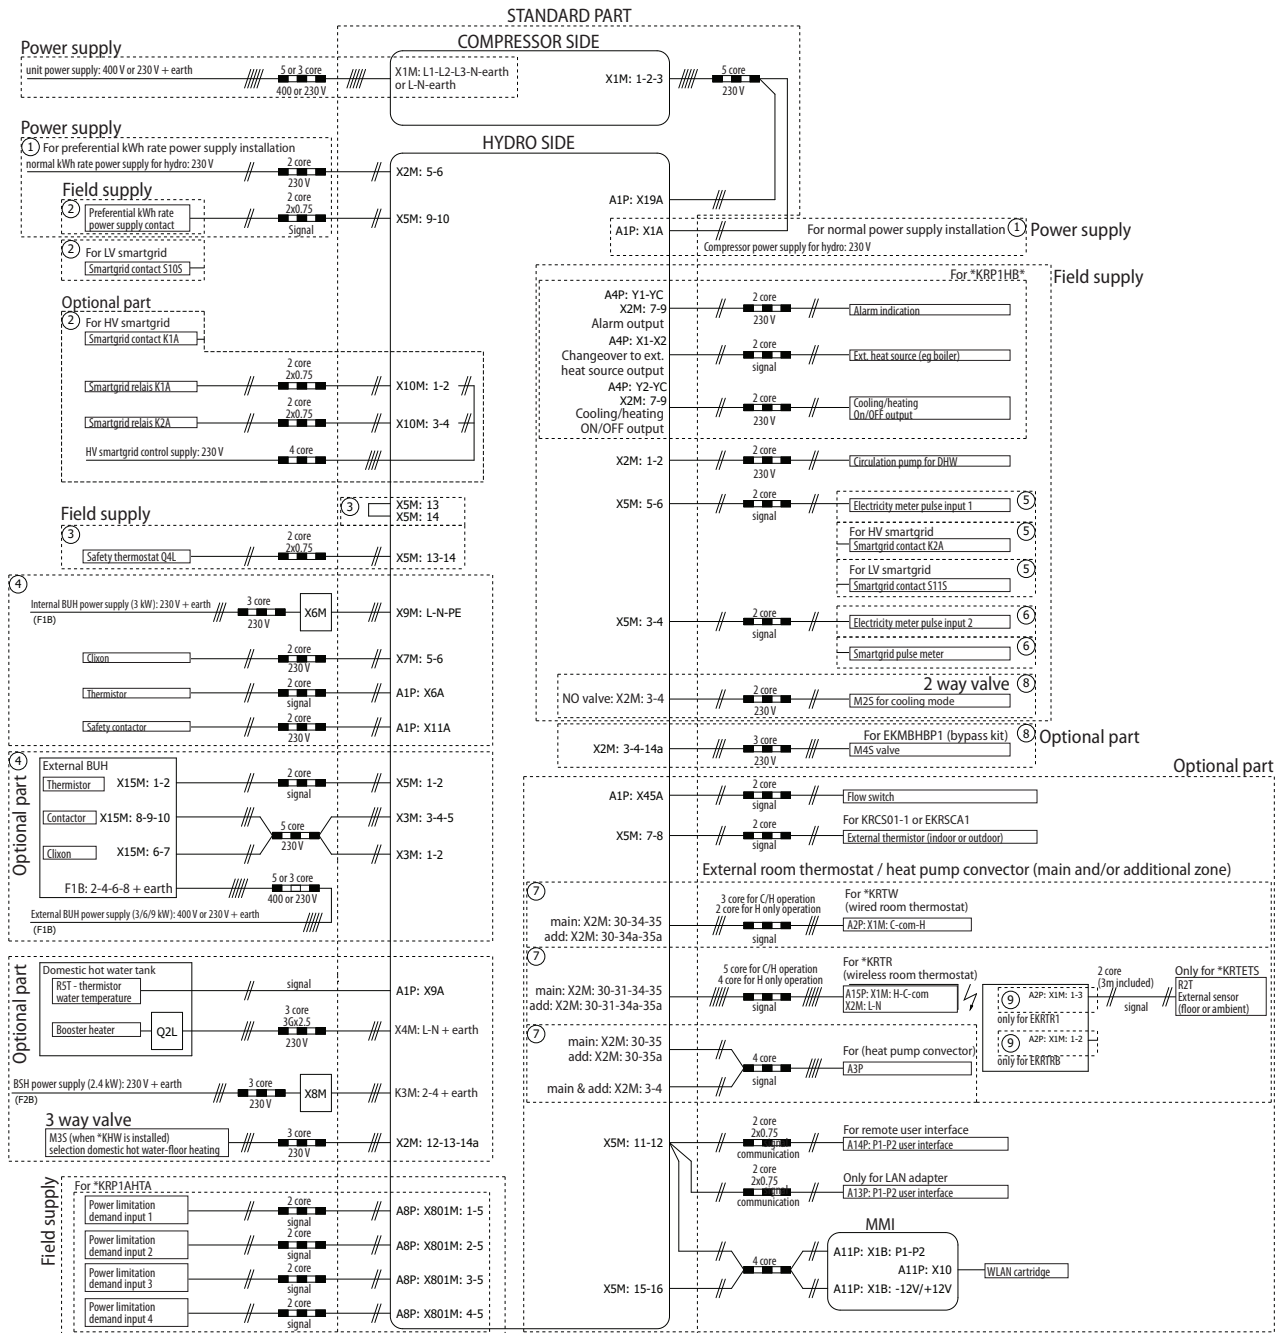 STANDARD PART
COMPRESSOR SIDE
Power supply
unit power supply: 400 V or 230 V + earth
5 or 3 core
400 or 230 V
X1M: L1-L2-L3-N-earth
or L-N-earth
X1M: 1-2-3
5 core
230 V
Power supply
1 For preferential kWh rate power supply installation
normal kWh rate power supply for hydro: 230 V
2 core
230 V
X2M: 5-6
HYDRO SIDE
Field supply
2
Preferential kWh rate
power supply contact
2 core
2x0.75
Signal
X5M: 9-10
2
For LV smartgrid
Smartgrid contact S10S
Optional part
2
For HV smartgrid
Smartgrid contact K1A
Smartgrid relais K1A
2 core
2x0.75
X10M: 1-2
Smartgrid relais K2A
2 core
2x0.75
X10M: 3-4
HV smartgrid control supply: 230 V
4 core
3
X5M: 13
X5M: 14
Field supply
3
Safety thermostat Q4L
2 core
2x0.75
X5M: 13-14
4
Internal BUH power supply (3 kW): 230 V + earth
(F1B)
3 core
230 V
X6M
X9M: L-N-PE
Clixon
2 core
230 V
X7M: 5-6
Thermistor
2 core
signal
A1P: X6A
Safety contactor
2 core
230 V
A1P: X11A
4
Optional part
External BUH
Thermistor
X15M: 1-2
2 core
signal
X5M: 1-2
Contactor
X15M: 8-9-10
5 core
230 V
X3M: 3-4-5
Clixon
X15M: 6-7
X3M: 1-2
F1B: 2-4-6-8 + earth
5 or 3 core
400 or 230 V
External BUH power supply (3/6/9 kW): 400 V or 230 V + earth
(F1B)
Optional part
Domestic hot water tank
R5T - thermistor
water temperature
signal
A1P: X9A
Booster heater
Q2L
3 core
3Gx2.5
230 V
X4M: L-N + earth
BSH power supply (2.4 kW): 230 V + earth
(F2B)
3 core
230 V
X8M
K3M: 2-4 + earth
3 way valve
M3S (when *KHW is installed)
selection domestic hot water-floor heating
3 core
230 V
X2M: 12-13-14a
Field supply
For *KRP1AHTA
Power limitation
demand input 1
2 core
signal
A8P: X801M: 1-5
Power limitation
demand input 2
2 core
signal
A8P: X801M: 2-5
Power limitation
demand input 3
2 core
signal
A8P: X801M: 3-5
Power limitation
demand input 4
2 core
signal
A8P: X801M: 4-5
A1P: X19A
A1P: X1A
For normal power supply installation 1
Power supply
Compressor power supply for hydro: 230 V
For *KRP1HB*
Field supply
A4P: Y1-YC
X2M: 7-9
Alarm output
2 core
230 V
Alarm indication
A4P: X1-X2
Changeover to ext.
heat source output
2 core
signal
Ext. heat source (eg boiler)
A4P: Y2-YC
X2M: 7-9
Cooling/heating
ON/OFF output
2 core
230 V
Cooling/heating
On/OFF output
X2M: 1-2
2 core
230 V
Circulation pump for DHW
X5M: 5-6
2 core
signal
Electricity meter pulse input 1
5
For HV smartgrid
Smartgrid contact K2A
5
For LV smartgrid
Smartgrid contact S11S
5
X5M: 3-4
2 core
signal
Electricity meter pulse input 2
6
Smartgrid pulse meter
6
2 way valve 8
NO valve: X2M: 3-4
2 core
230 V
M2S for cooling mode
For EKMBHBP1 (bypass kit) 8
Optional part
X2M: 3-4-14a
3 core
230 V
M4S valve
Optional part
A1P: X45A
2 core
signal
Flow switch
For KRCS01-1 or EKRSCA1
X5M: 7-8
2 core
signal
External thermistor (indoor or outdoor)
External room thermostat / heat pump convector (main and/or additional zone)
7
main: X2M: 30-34-35
add: X2M: 30-34a-35a
3 core for C/H operation
2 core for H only operation
signal
For *KRTW
(wired room thermostat)
A2P: X1M: C-com-H
7
main: X2M: 30-31-34-35
add: X2M: 30-31-34a-35a
5 core for C/H operation
4 core for H only operation
signal
For *KRTR
(wireless room thermostat)
A15P: X1M: H-C-com
X2M: L-N
9 A2P: X1M: 1-3
only for EKRTR1
9 A2P: X1M: 1-2
only for EKRTRB
2 core
(3m included)
signal
Only for *KRTETS
R2T
External sensor
(floor or ambient)
7
main: X2M: 30-35
add: X2M: 30-35a
main & add: X2M: 3-4
4 core
signal
For (heat pump convector)
A3P
X5M: 11-12
2 core
2x0.75
signal
communication
For remote user interface
A14P: P1-P2 user interface
2 core
2x0.75
signal
communication
Only for LAN adapter
A13P: P1-P2 user interface
MMI
X5M: 15-16
4 core
A11P: X1B: P1-P2
A11P: X10
A11P: X1B: -12V/+12V
WLAN cartridge